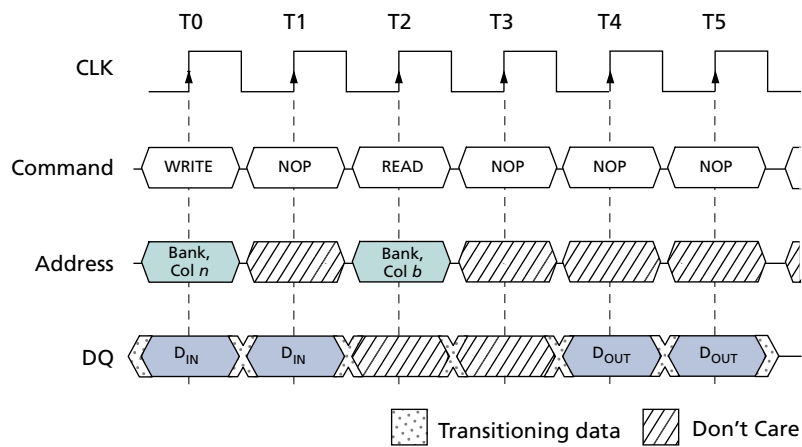 T0 T1 T2 T3 T4 T5
CLK
Command WRITE NOP READ NOP NOP NOP
Address Bank, Col n Bank, Col b
DQ DIN DIN DOUT DOUT
Transitioning data Don't Care